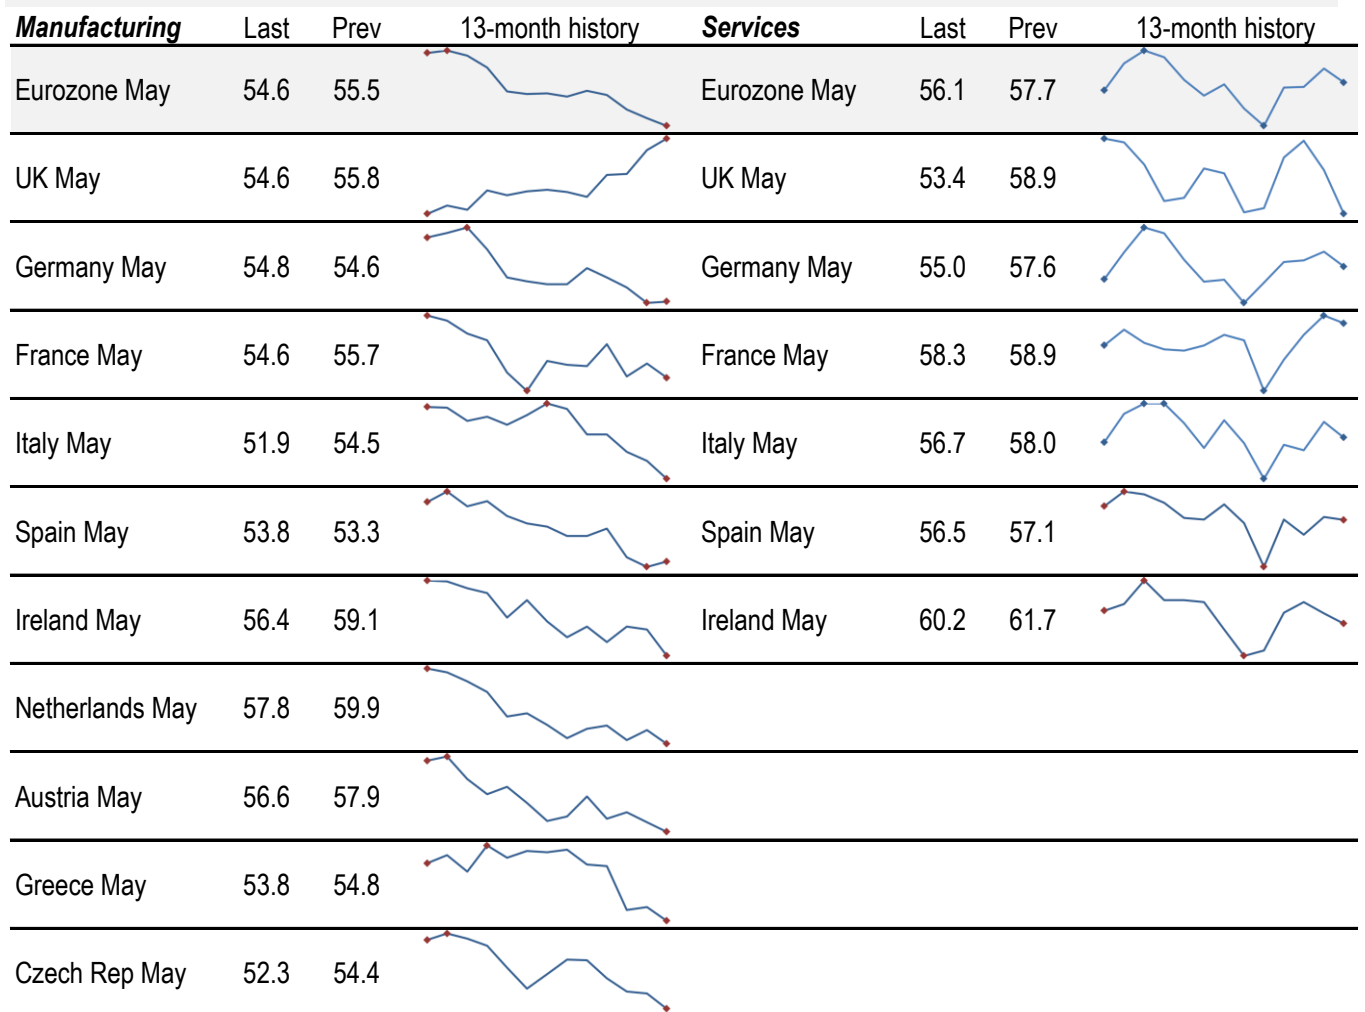 Manufacturing Last Prev 13-month history Services Last Prev 13-month history
Eurozone May 54.6 55.5 Eurozone May 56.1 57.7
UK May 54.6 55.8 UK May 53.4 58.9
Germany May 54.8 54.6 Germany May 55.0 57.6
France May 54.6 55.7 France May 58.3 58.9
Italy May 51.9 54.5 Italy May 56.7 58.0
Spain May 53.8 53.3 Spain May 56.5 57.1
Ireland May 56.4 59.1 Ireland May 60.2 61.7
Netherlands May 57.8 59.9
Austria May 56.6 57.9
Greece May 53.8 54.8
Czech Rep May 52.3 54.4